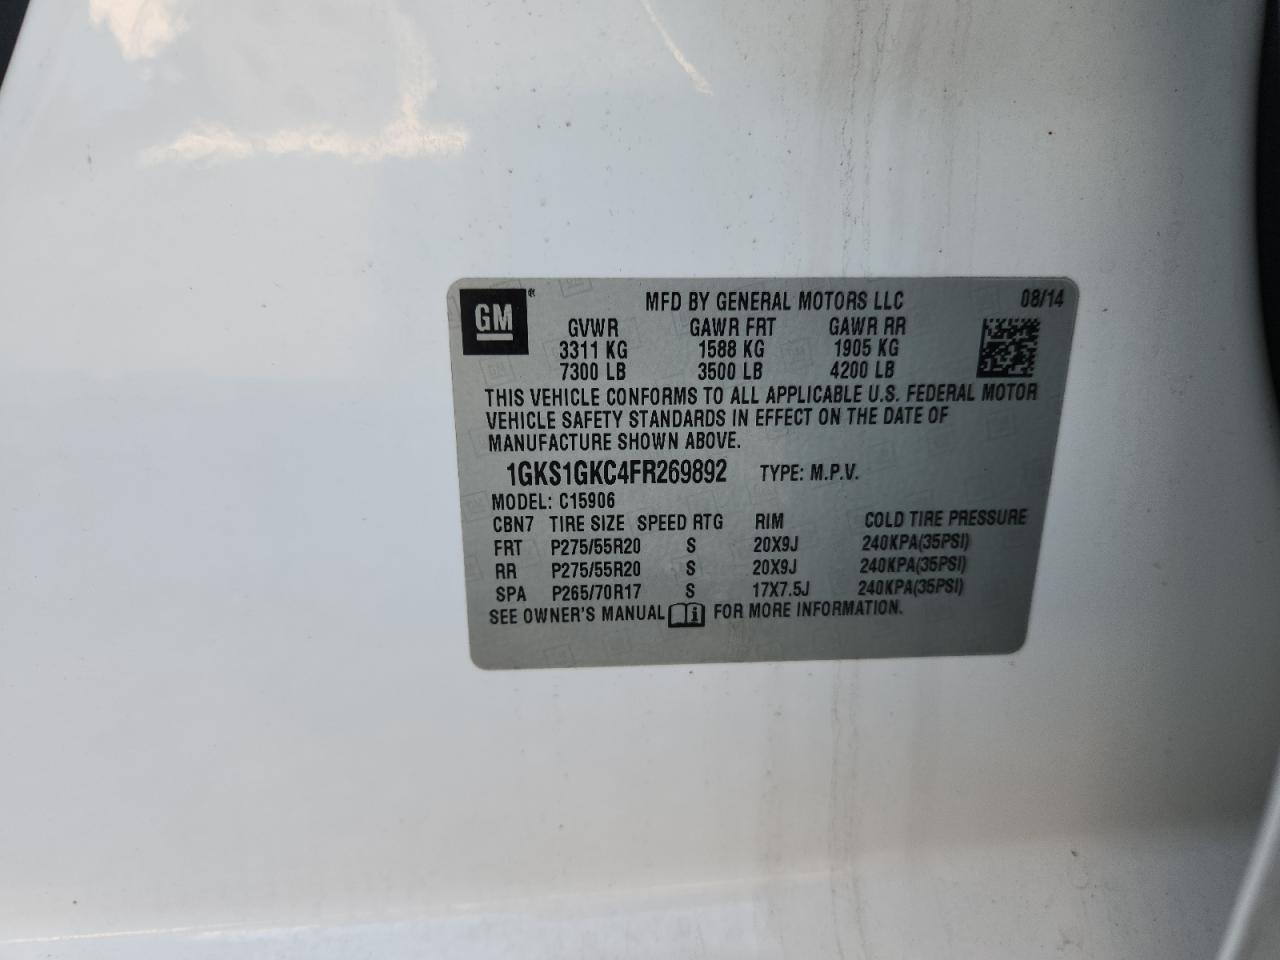 GM® MFD BY GENERAL MOTORS LLC 08/14
GVWR GAWR FRT GAWR RR
3311 KG 1588 KG 1905 KG
7300 LB 3500 LB 4200 LB
THIS VEHICLE CONFORMS TO ALL APPLICABLE U.S. FEDERAL MOTOR
VEHICLE SAFETY STANDARDS IN EFFECT ON THE DATE OF
MANUFACTURE SHOWN ABOVE.
1GKS1GKC4FR269892 TYPE: M.P.V.
MODEL: C15906
CBN7 TIRE SIZE SPEED RTG RIM COLD TIRE PRESSURE
FRT P275/55R20 S 20X9J 240KPA(35PSI)
RR P275/55R20 S 20X9J 240KPA(35PSI)
SPA P265/70R17 S 17X7.5J 240KPA(35PSI)
SEE OWNER'S MANUAL FOR MORE INFORMATION.